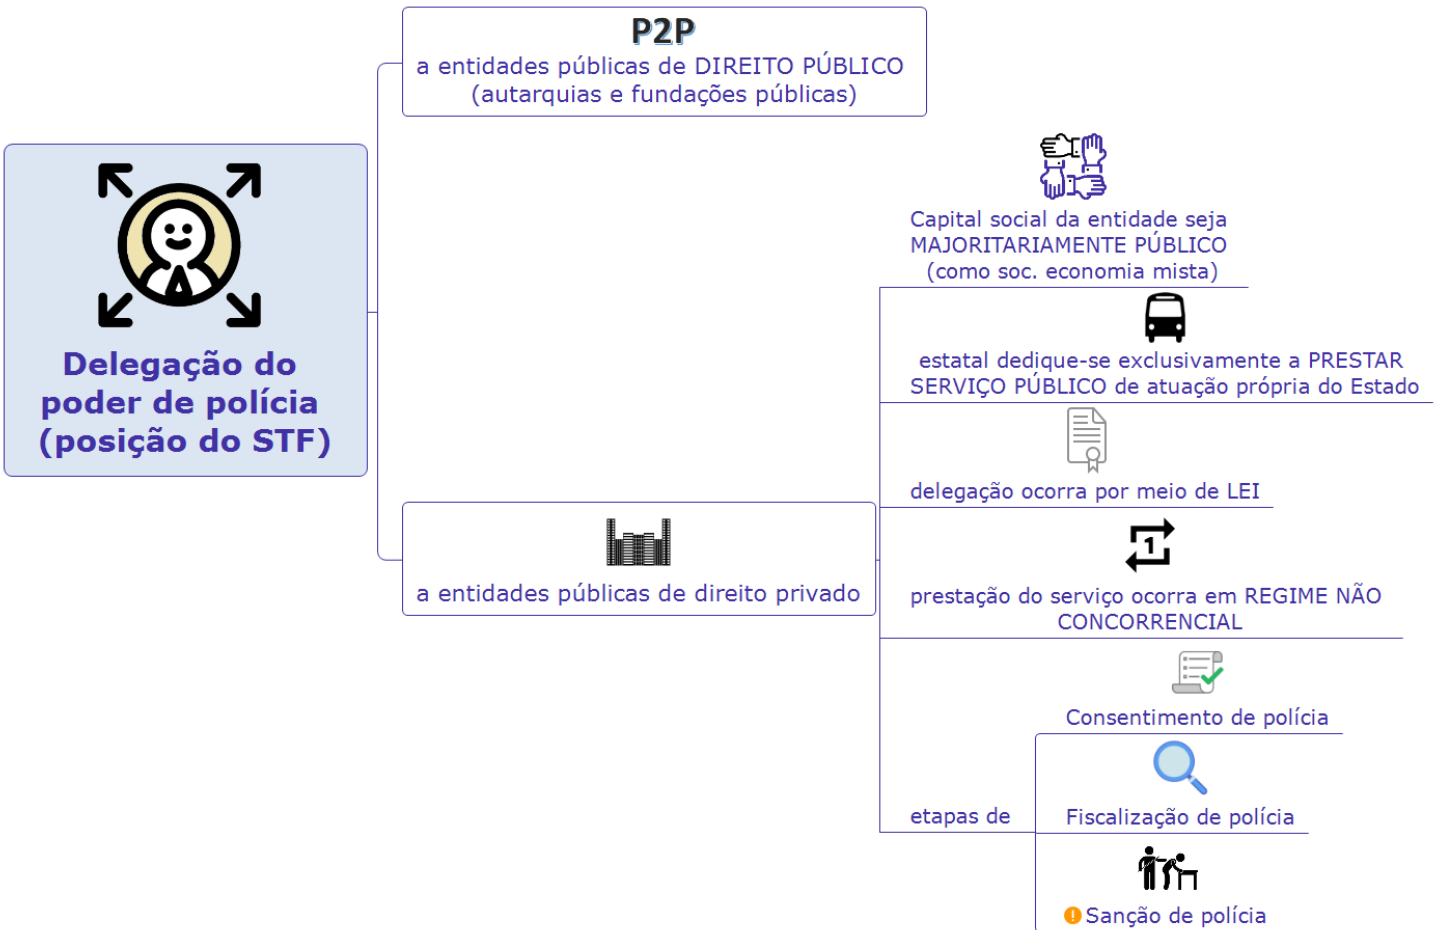 P2P
a entidades públicas de DIREITO PÚBLICO
(autarquias e fundações públicas)
Delegação do
poder de polícia
(posição do STF)
a entidades públicas de direito privado
Capital social da entidade seja
MAJORITARIAMENTE PÚBLICO
(como soc. economia mista)
estatal dedique-se exclusivamente a PRESTAR
SERVIÇO PÚBLICO de atuação própria do Estado
delegação ocorra por meio de LEI
1
prestação do serviço ocorra em REGIME NÃO
CONCORRENCIAL
etapas de
Consentimento de polícia
Fiscalização de polícia
! Sanção de polícia